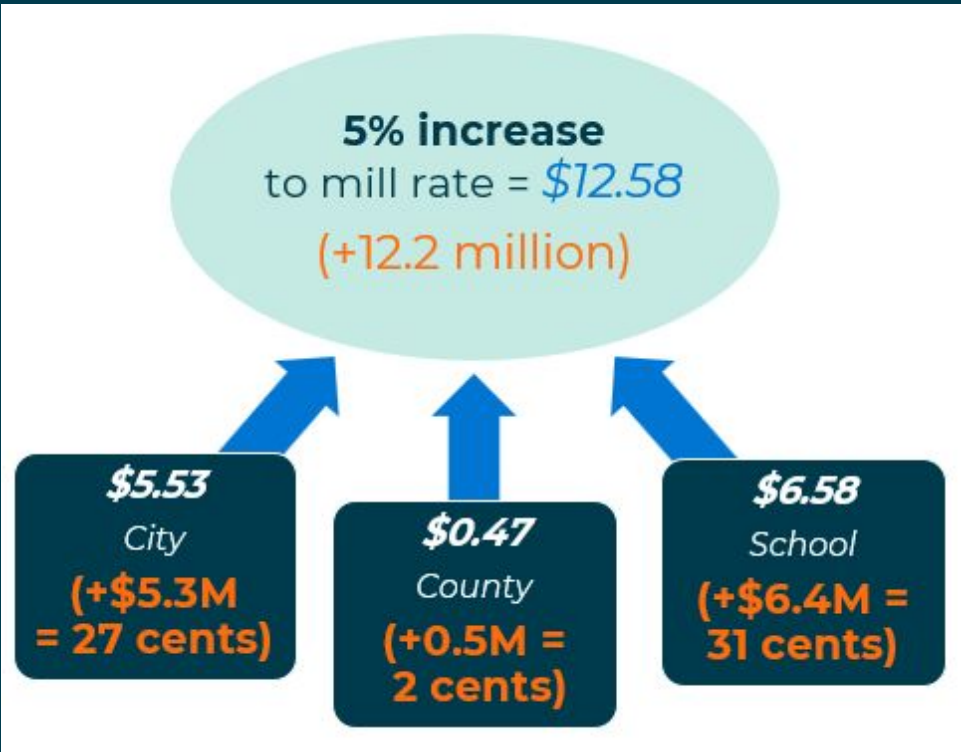 5% increase
to mill rate = $12.58
(+12.2 million)
$5.53
City
(+$5.3M
= 27 cents)
$0.47
County
(+0.5M =
2 cents)
$6.58
School
(+$6.4M =
31 cents)